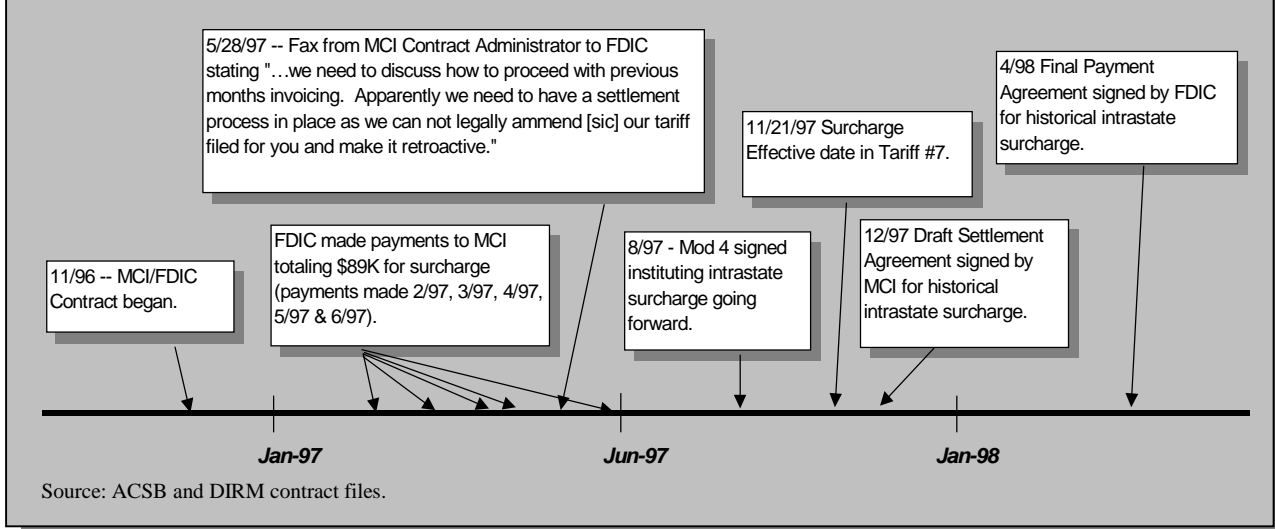 5/28/97 -- Fax from MCI Contract Administrator to FDIC
stating "…we need to discuss how to proceed with previous
months invoicing.  Apparently we need to have a settlement
process in place as we can not legally ammend [sic] our tariff
filed for you and make it retroactive."
4/98 Final Payment
Agreement signed by FDIC
for historical intrastate
surcharge.
11/21/97 Surcharge
Effective date in Tariff #7.
11/96 -- MCI/FDIC
Contract began.
FDIC made payments to MCI
totaling $89K for surcharge
(payments made 2/97, 3/97, 4/97,
5/97 & 6/97).
8/97 - Mod 4 signed
instituting intrastate
surcharge going
forward.
12/97 Draft Settlement
Agreement signed by
MCI for historical
intrastate surcharge.
Jan-97
Jun-97
Jan-98
Source: ACSB and DIRM contract files.